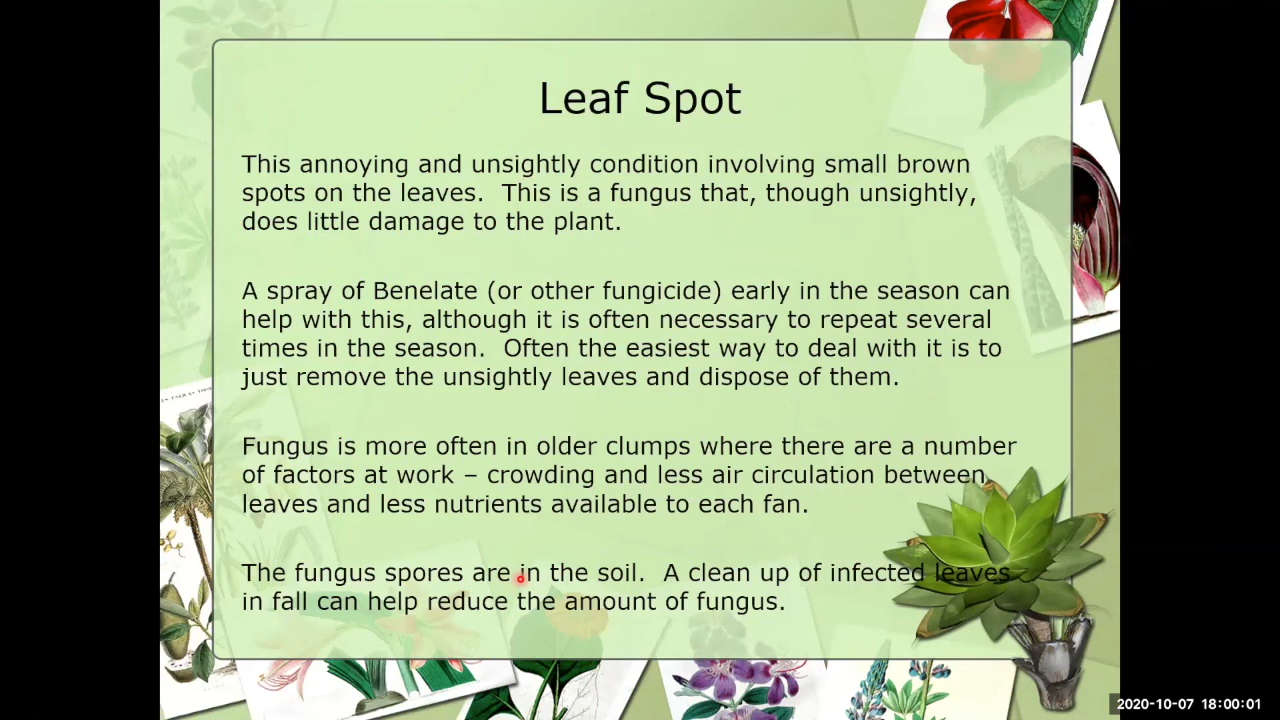 Leaf Spot
This annoying and unsightly condition involving small brown
spots on the leaves.  This is a fungus that, though unsightly,
does little damage to the plant.
A spray of Benelate (or other fungicide) early in the season can
help with this, although it is often necessary to repeat several
times in the season.  Often the easiest way to deal with it is to
just remove the unsightly leaves and dispose of them.
Fungus is more often in older clumps where there are a number
of factors at work – crowding and less air circulation between
leaves and less nutrients available to each fan.
The fungus spores are in the soil.  A clean up of infected leaves
in fall can help reduce the amount of fungus.
2020-10-07 18:00:01